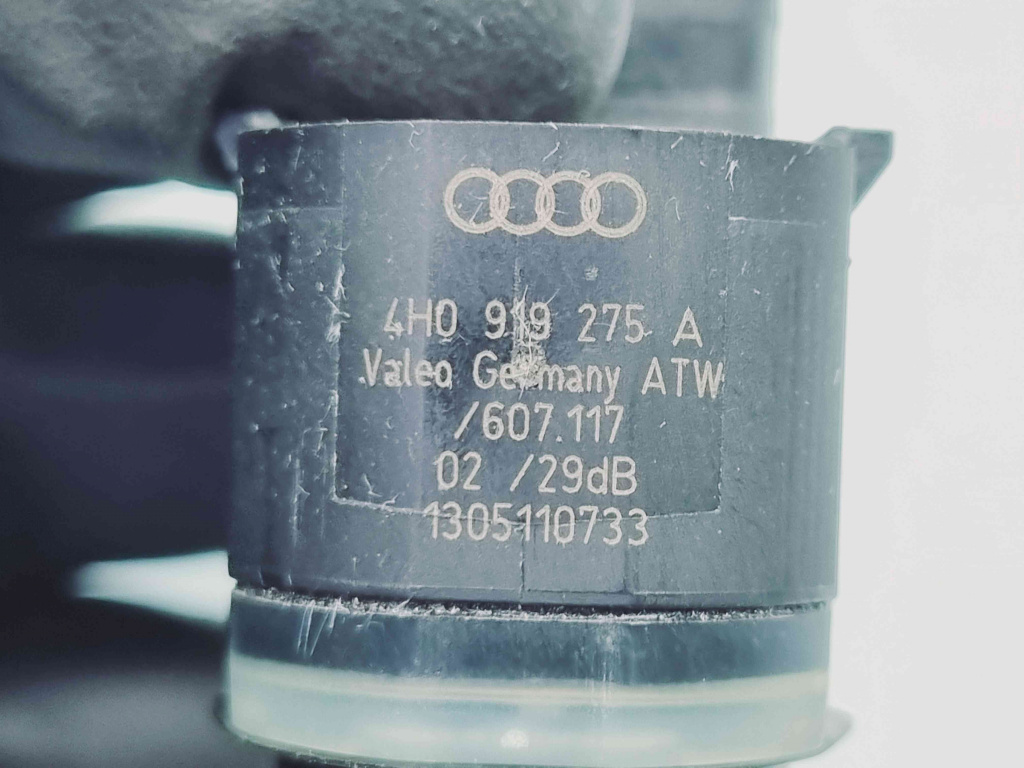 4H0 919 275 A
Valeo Germany ATW
/607.117
02 /29dB
1305110733